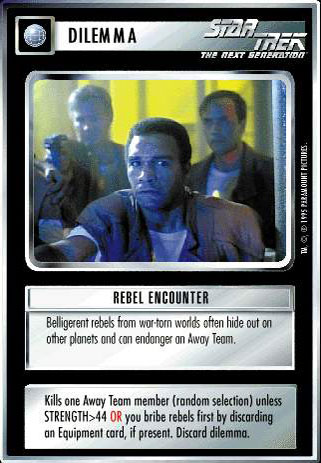 DILEMMA
STAR TREK
THE NEXT GENERATION
TM, ©, ® 1995 PARAMOUNT PICTURES.
REBEL ENCOUNTER
Belligerent rebels from war-torn worlds often hide out on
other planets and can endanger an Away Team.
Kills one Away Team member (random selection) unless
STRENGTH>44 OR you bribe rebels first by discarding
an Equipment card, if present. Discard dilemma.